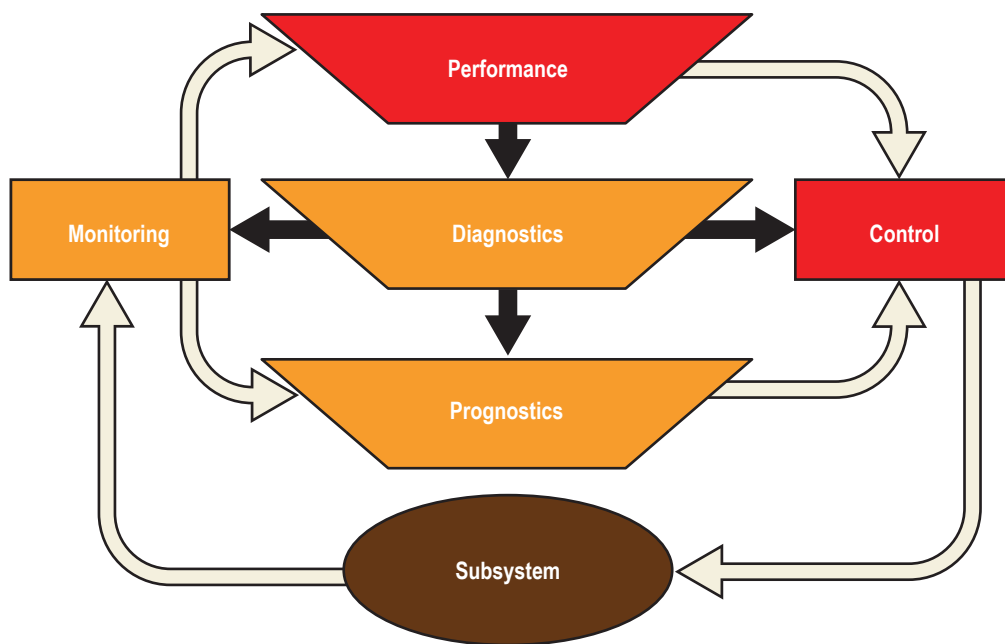 Performance
Monitoring
Diagnostics
Control
Prognostics
Subsystem